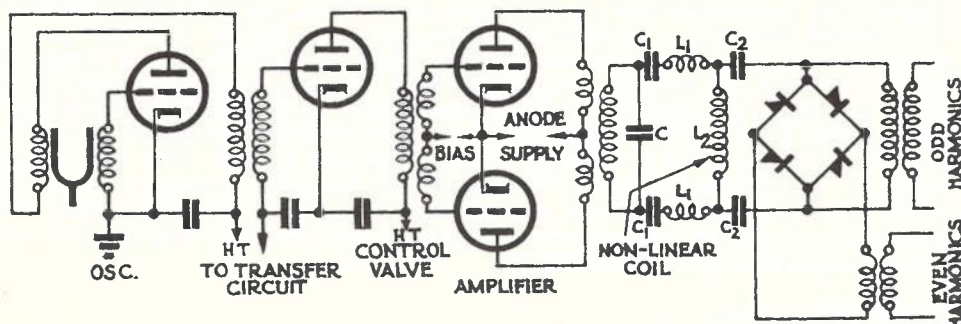 C₁
L₁
C₂
C
L₂
C₁
L₁
C₂
BIAS
ANODE
SUPPLY
OSC.
HT
TO TRANSFER
CIRCUIT
HT
CONTROL
VALVE
AMPLIFIER
NON-LINEAR
COIL
ODD
HARMONICS
EVEN
HARMONICS